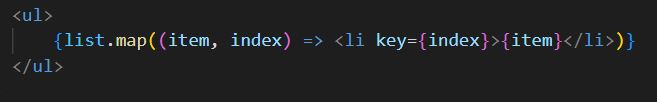 <ul>
    {list.map((item, index) => <li key={index}>{item}</li>)}
</ul>